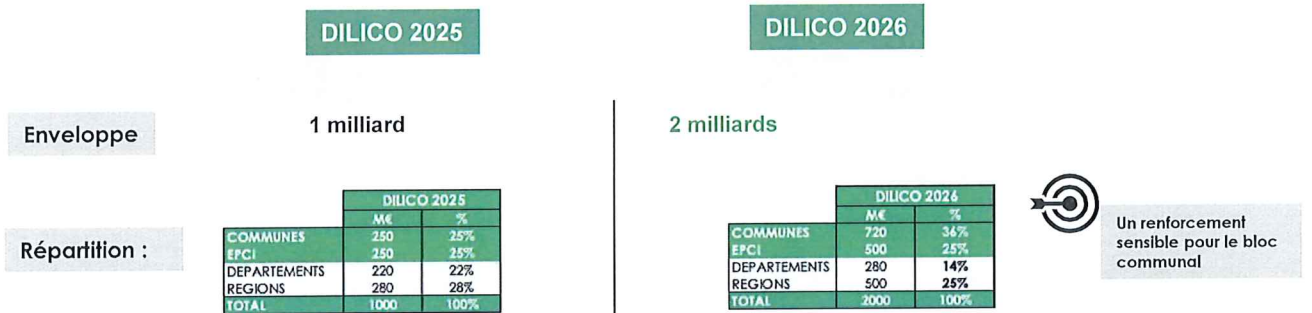 DILICO 2025
DILICO 2026
Enveloppe
1 milliard
2 milliards
Répartition :
DILICO 2025
M€ %
COMMUNES 250 25%
EPCI 250 25%
DEPARTEMENTS 220 22%
REGIONS 280 28%
TOTAL 1000 100%
DILICO 2026
M€ %
COMMUNES 720 36%
EPCI 500 25%
DEPARTEMENTS 280 14%
REGIONS 500 25%
TOTAL 2000 100%
Un renforcement
sensible pour le bloc
communal